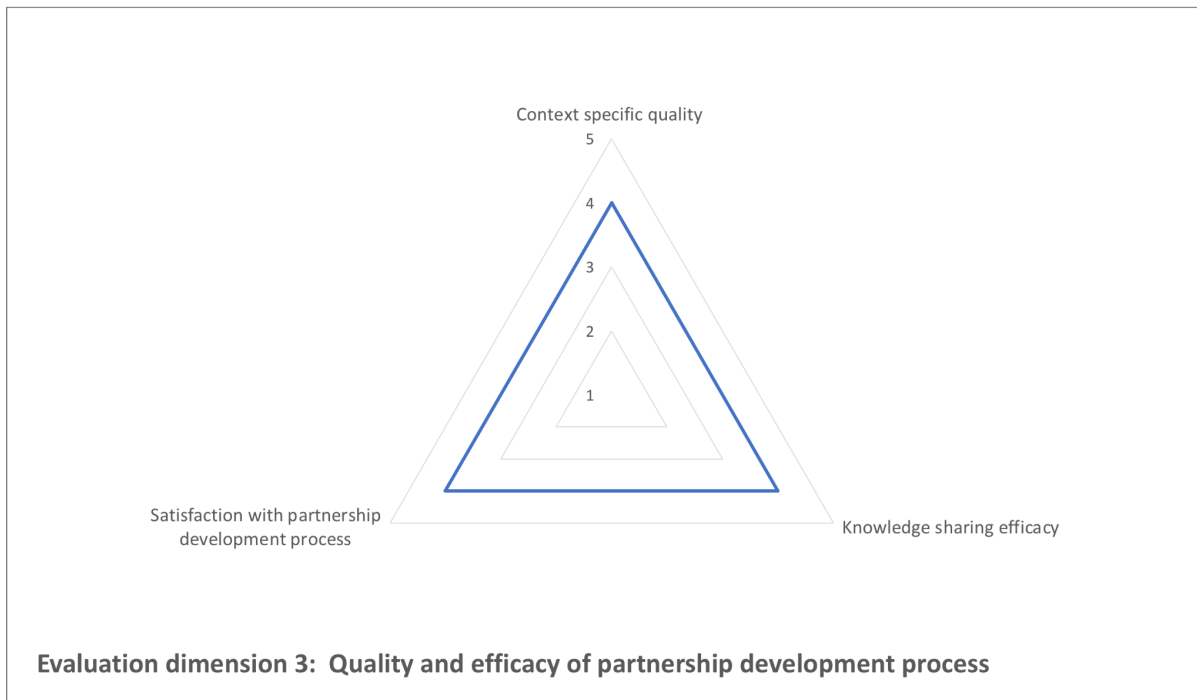 Context specific quality
5
4
3
2
1
Satisfaction with partnership
development process
Knowledge sharing efficacy
Evaluation dimension 3:  Quality and efficacy of partnership development process